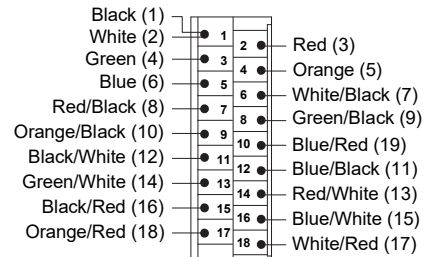 Black (1)
White (2)
Green (4)
Blue (6)
Red/Black (8)
Orange/Black (10)
Black/White (12)
Green/White (14)
Black/Red (16)
Orange/Red (18)
1
2
3
4
5
6
7
8
9
10
11
12
13
14
15
16
17
18
Red (3)
Orange (5)
White/Black (7)
Green/Black (9)
Blue/Red (19)
Blue/Black (11)
Red/White (13)
Blue/White (15)
White/Red (17)